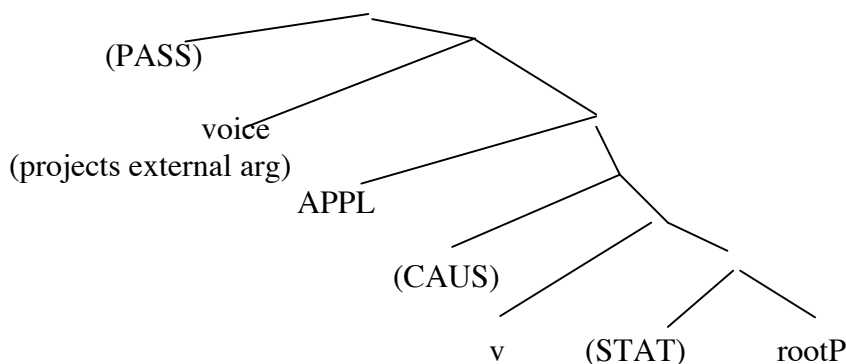 (PASS)
voice
(projects external arg)
APPL
(CAUS)
v (STAT) rootP